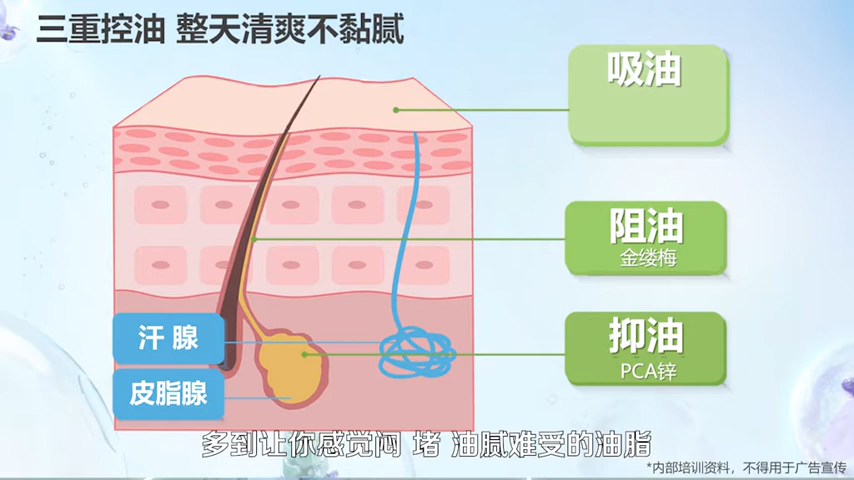 三重控油 整天清爽不黏腻
吸油
阻油
金缕梅
汗 腺
抑油
PCA锌
皮脂腺
多到让你感觉闷 堵 油腻难受的油脂
*内部培训资料，不得用于广告宣传